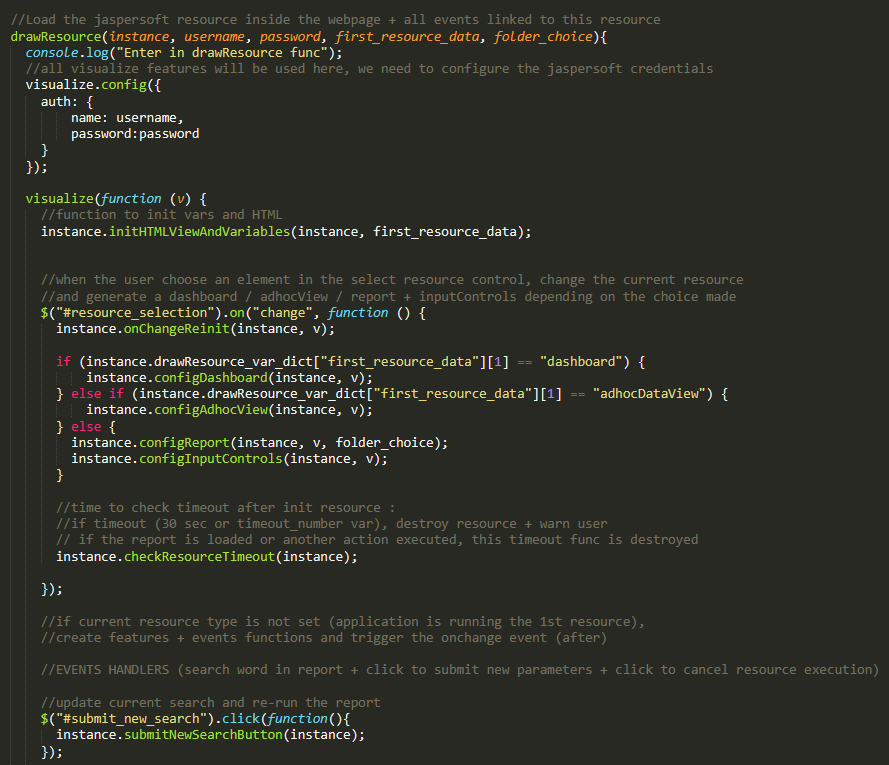 //Load the jaspersoft resource inside the webpage + all events linked to this resource
drawResource(instance, username, password, first_resource_data, folder_choice){
console.log("Enter in drawResource func");
//all visualize features will be used here, we need to configure the jaspersoft credentials
visualize.config({
auth: {
name: username,
password:password
}
});
visualize(function (v) {
//function to init vars and HTML
instance.initHTMLViewAndVariables(instance, first_resource_data);
//when the user choose an element in the select resource control, change the current resource
//and generate a dashboard / adhocView / report + inputControls depending on the choice made
$("#resource_selection").on("change", function () {
instance.onChangeReinit(instance, v);
if (instance.drawResource_var_dict["first_resource_data"][1] == "dashboard") {
instance.configDashboard(instance, v);
} else if (instance.drawResource_var_dict["first_resource_data"][1] == "adhocDataView") {
instance.configAdhocView(instance, v);
} else {
instance.configReport(instance, v, folder_choice);
instance.configInputControls(instance, v);
}
//time to check timeout after init resource :
//if timeout (30 sec or timeout_number var), destroy resource + warn user
// if the report is loaded or another action executed, this timeout func is destroyed
instance.checkResourceTimeout(instance);
});
//if current resource type is not set (application is running the 1st resource),
//create features + events functions and trigger the onchange event (after)
//EVENTS HANDLERS (search word in report + click to submit new parameters + click to cancel resource execution)
//update current search and re-run the report
$("#submit_new_search").click(function(){
instance.submitNewSearchButton(instance);
});